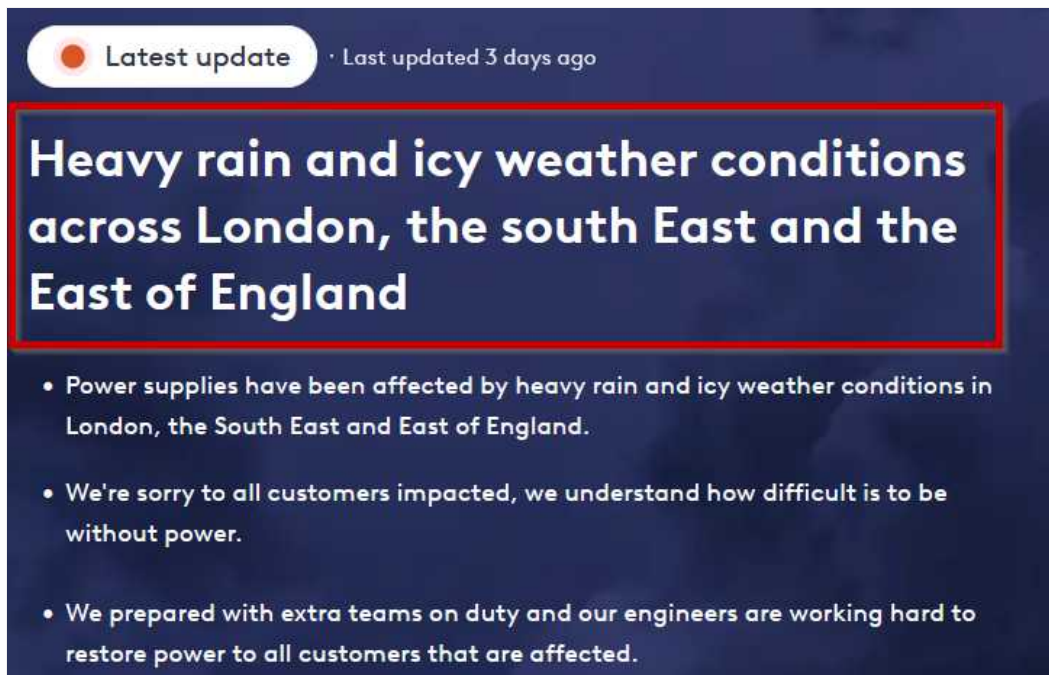 Latest update · Last updated 3 days ago
Heavy rain and icy weather conditions
across London, the south East and the
East of England
• Power supplies have been affected by heavy rain and icy weather conditions in
London, the South East and East of England.
• We're sorry to all customers impacted, we understand how difficult is to be
without power.
• We prepared with extra teams on duty and our engineers are working hard to
restore power to all customers that are affected.